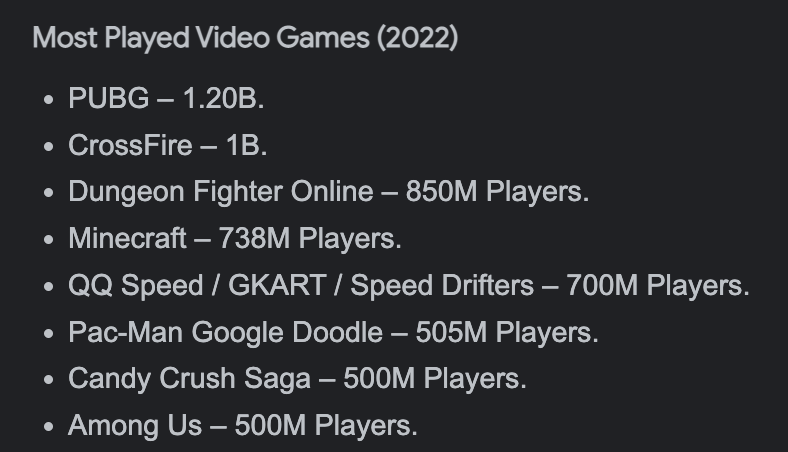 Most Played Video Games (2022)
• PUBG – 1.20B.
• CrossFire – 1B.
• Dungeon Fighter Online – 850M Players.
• Minecraft – 738M Players.
• QQ Speed / GKART / Speed Drifters – 700M Players.
• Pac-Man Google Doodle – 505M Players.
• Candy Crush Saga – 500M Players.
• Among Us – 500M Players.